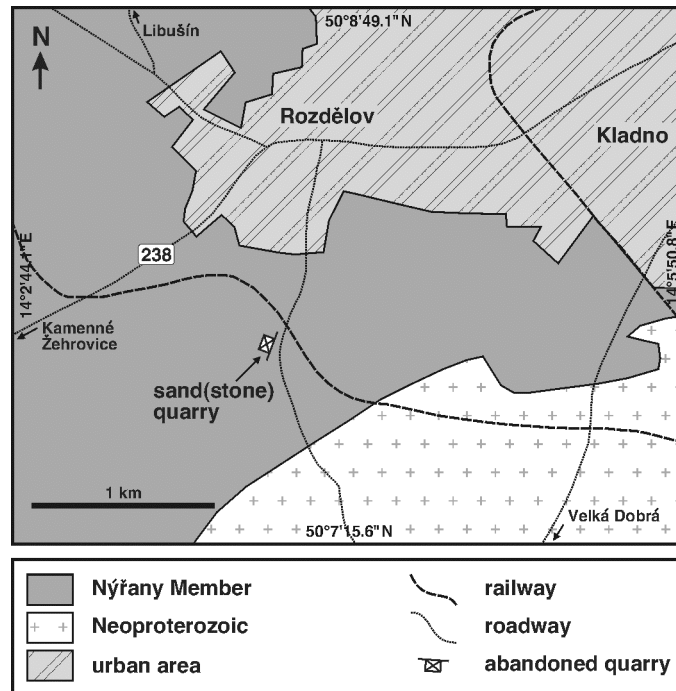 50°8'49.1"N
Libušín
N
Rozdělov
Kladno
14°2'44.1"E
14°5'50.8"E
238
Kamenné
Žehrovice
sand(stone)
quarry
1 km
50°7'15.6"N
Velká Dobrá
Nýřany Member
railway
Neoproterozoic
roadway
urban area
abandoned quarry